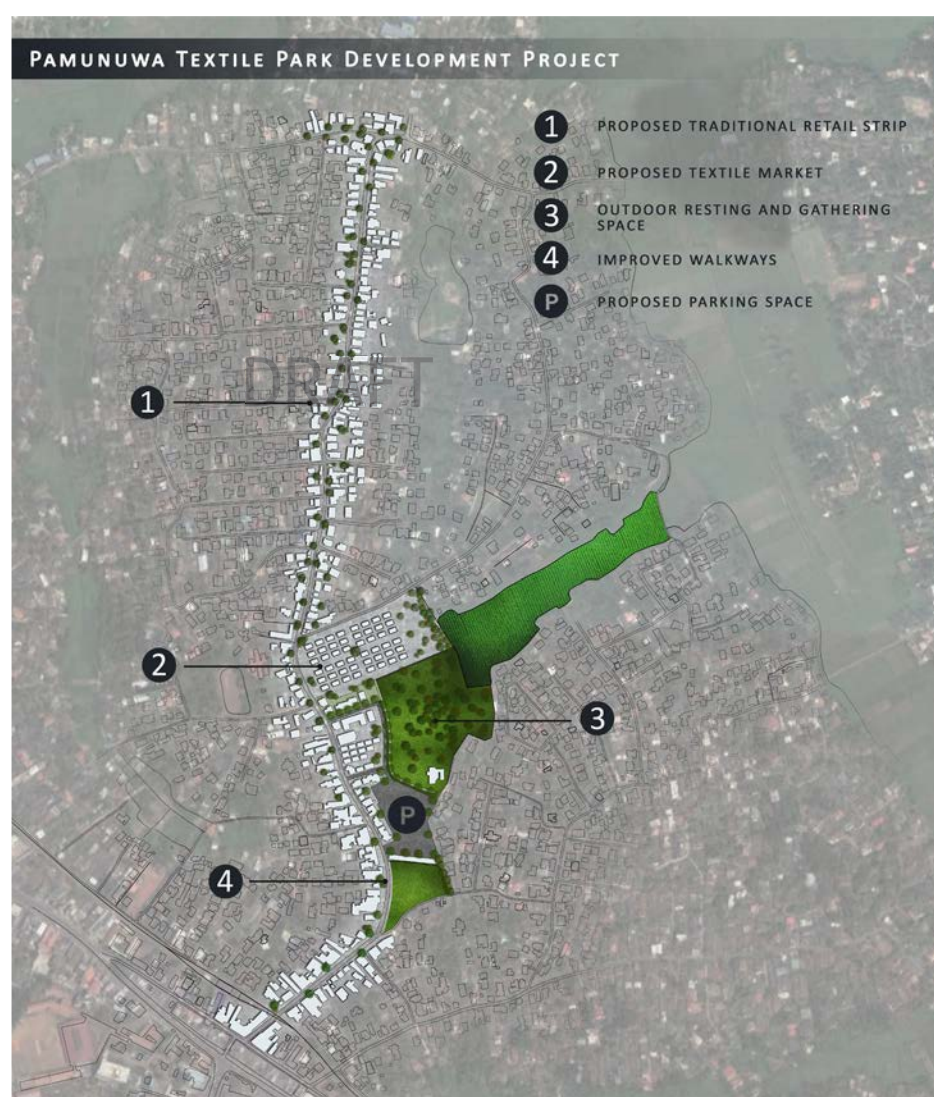 PAMUNUWA TEXTILE PARK DEVELOPMENT PROJECT
1 PROPOSED TRADITIONAL RETAIL STRIP
2 PROPOSED TEXTILE MARKET
3 OUTDOOR RESTING AND GATHERING
SPACE
4 IMPROVED WALKWAYS
P PROPOSED PARKING SPACE
DRAFT
1
2
3
P
4